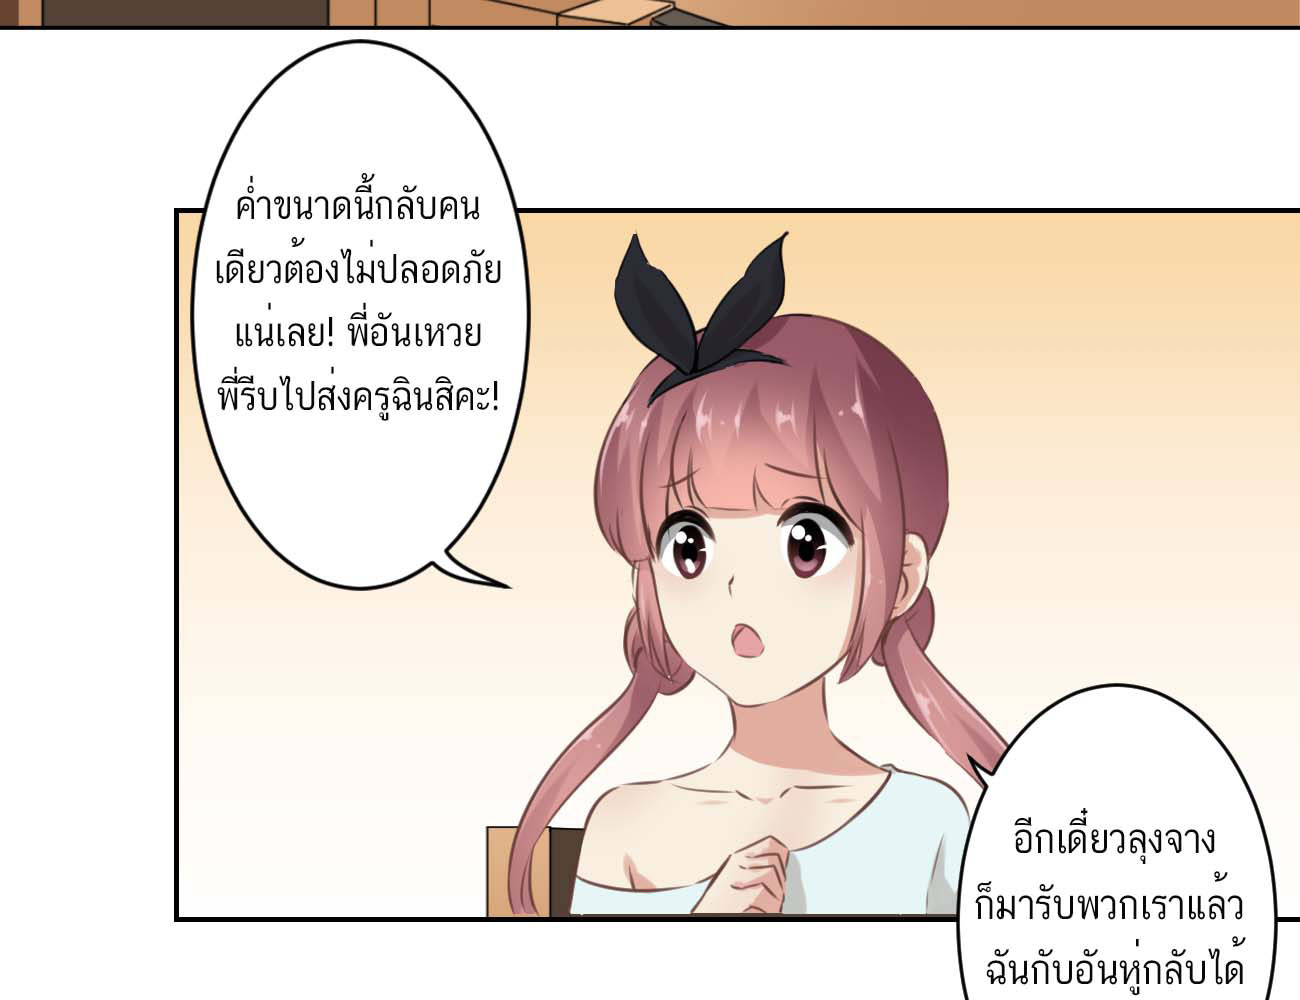 ค่ำขนาดนี้กลับคน
เดียวต้องไม่ปลอดภัย
แน่เลย! พี่อันเหวย
พี่รีบไปส่งครูฉินสิคะ!
อีกเดี๋ยวลุงจาง
ก็มารับพวกเราแล้ว
ฉันกับอันหู่กลับได้